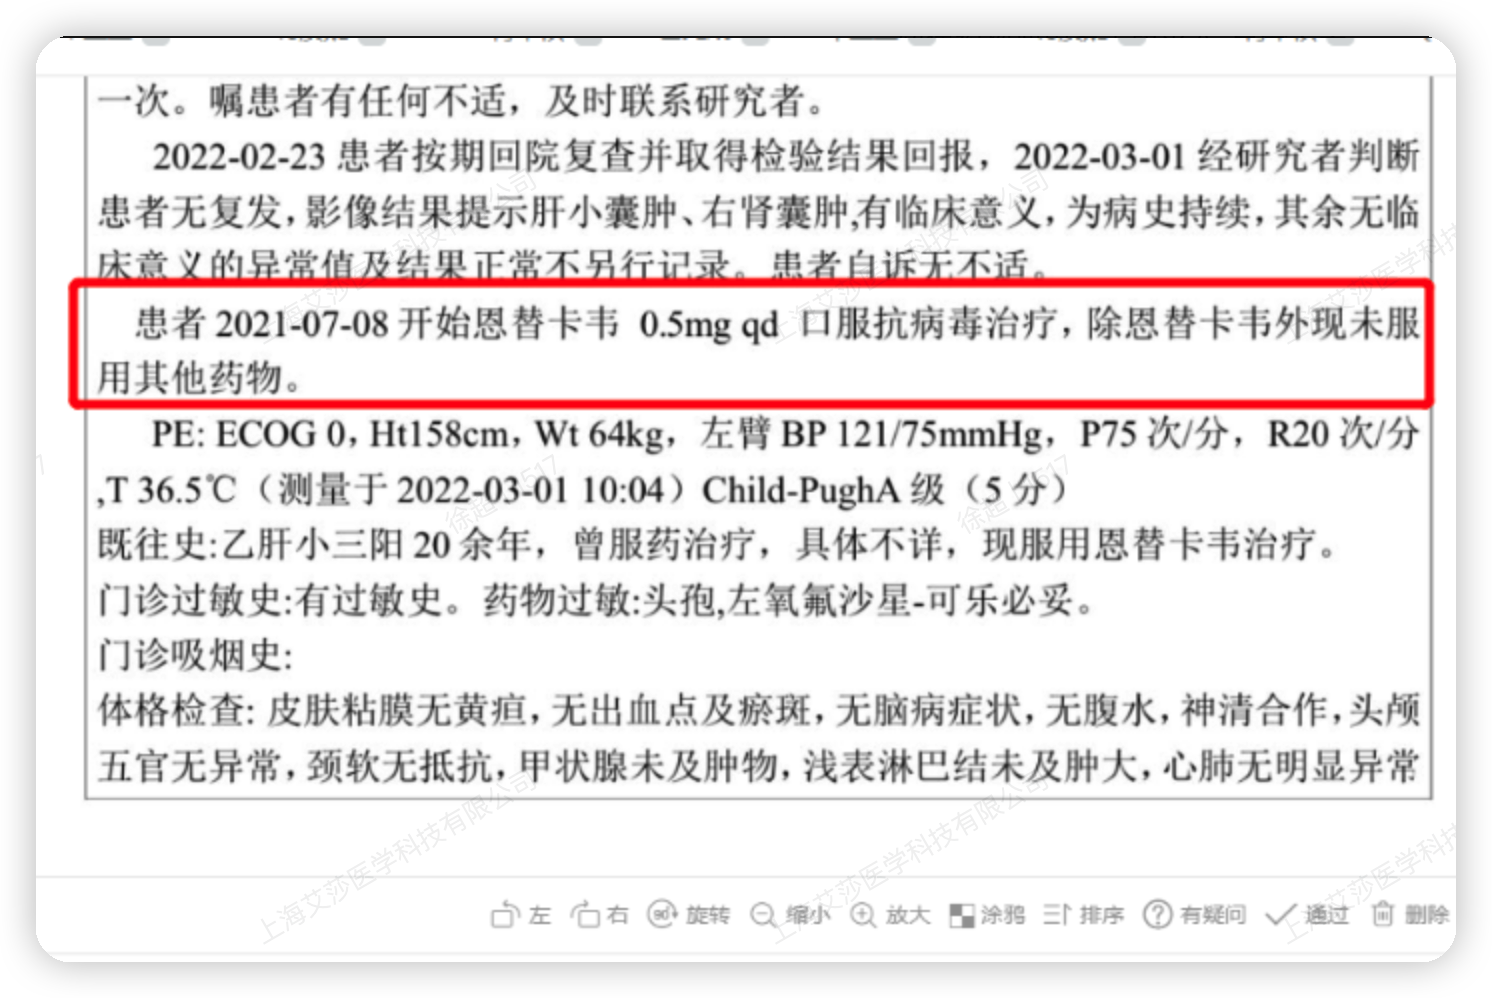 一次。嘱患者有任何不适，及时联系研究者。
2022-02-23 患者按期回院复查并取得检验结果回报，2022-03-01 经研究者判断
患者无复发，影像结果提示肝小囊肿、右肾囊肿,有临床意义，为病史持续，其余无临
床意义的异常值及结果正常不另行记录。患者自诉无不适。
患者 2021-07-08 开始恩替卡韦 0.5mg qd 口服抗病毒治疗，除恩替卡韦外现未服
用其他药物。
PE: ECOG 0，Ht158cm，Wt 64kg，左臂 BP 121/75mmHg，P75 次/分，R20 次/分
,T 36.5℃（测量于 2022-03-01 10:04）Child-PughA 级（5 分）
既往史:乙肝小三阳 20 余年，曾服药治疗，具体不详，现服用恩替卡韦治疗。
门诊过敏史:有过敏史。药物过敏:头孢,左氧氟沙星-可乐必妥。
门诊吸烟史:
体格检查: 皮肤粘膜无黄疸，无出血点及瘀斑，无脑病症状，无腹水，神清合作，头颅
五官无异常，颈软无抵抗，甲状腺未及肿物，浅表淋巴结未及肿大，心肺无明显异常
左 右 90° 旋转 缩小 放大 涂鸦 排序 有疑问 通过 删除
上海艾莎医学科技有限公司
上海艾莎医学科技有限公司